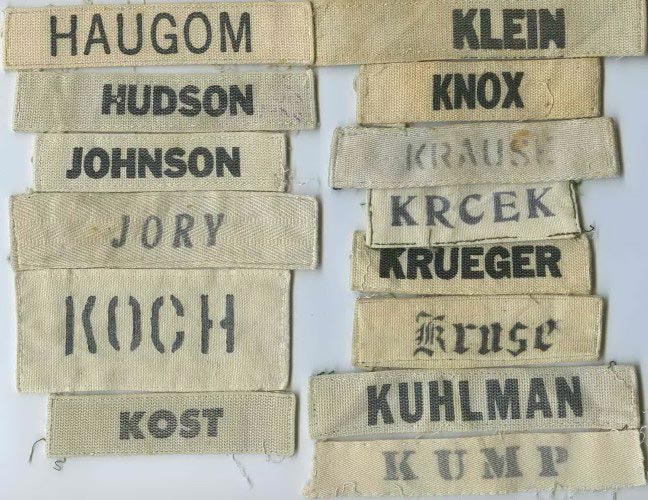 HAUGOM
HUDSON
JOHNSON
JORY
KOCH
KOST
KLEIN
KNOX
KRAUSE
KRCEK
KRUEGER
Kruse
KUHLMAN
KUMP